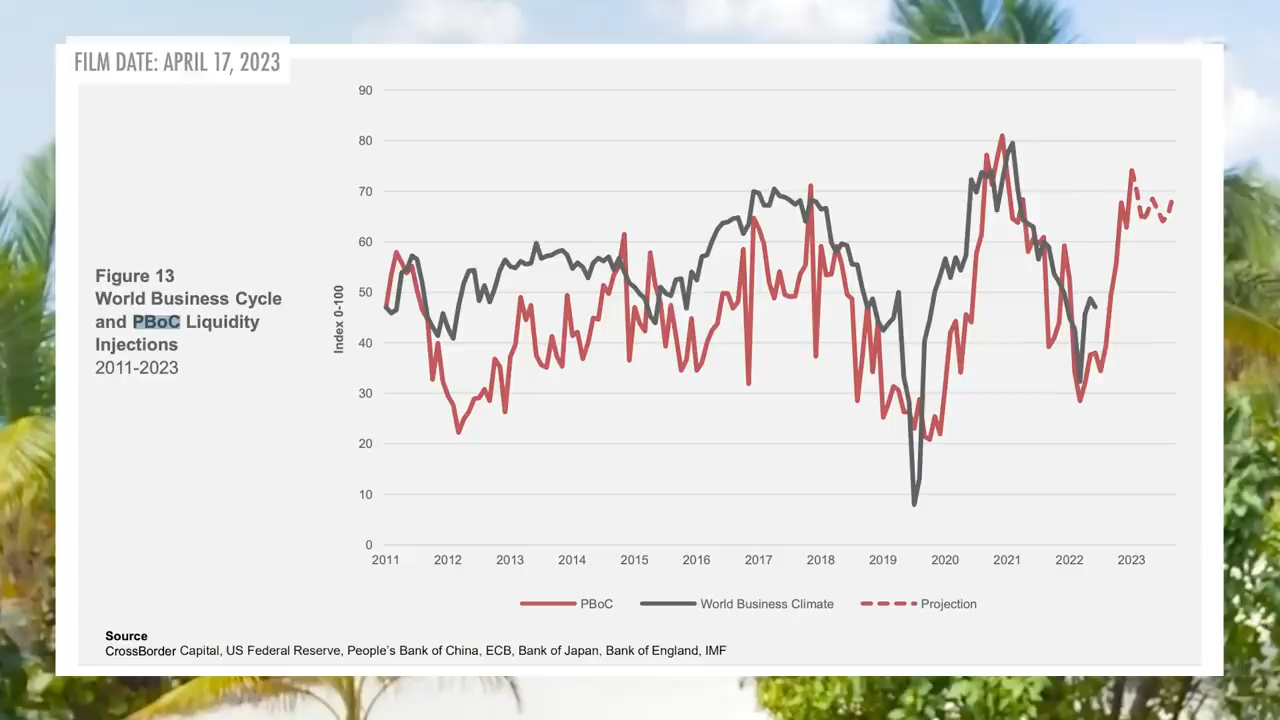 FILM DATE: APRIL 17, 2023
Figure 13
World Business Cycle
and PBoC Liquidity
Injections
2011-2023
Index 0-100
90
80
70
60
50
40
30
20
10
0
2011 2012 2013 2014 2015 2016 2017 2018 2019 2020 2021 2022 2023
PBoC World Business Climate Projection
Source
CrossBorder Capital, US Federal Reserve, People's Bank of China, ECB, Bank of Japan, Bank of England, IMF